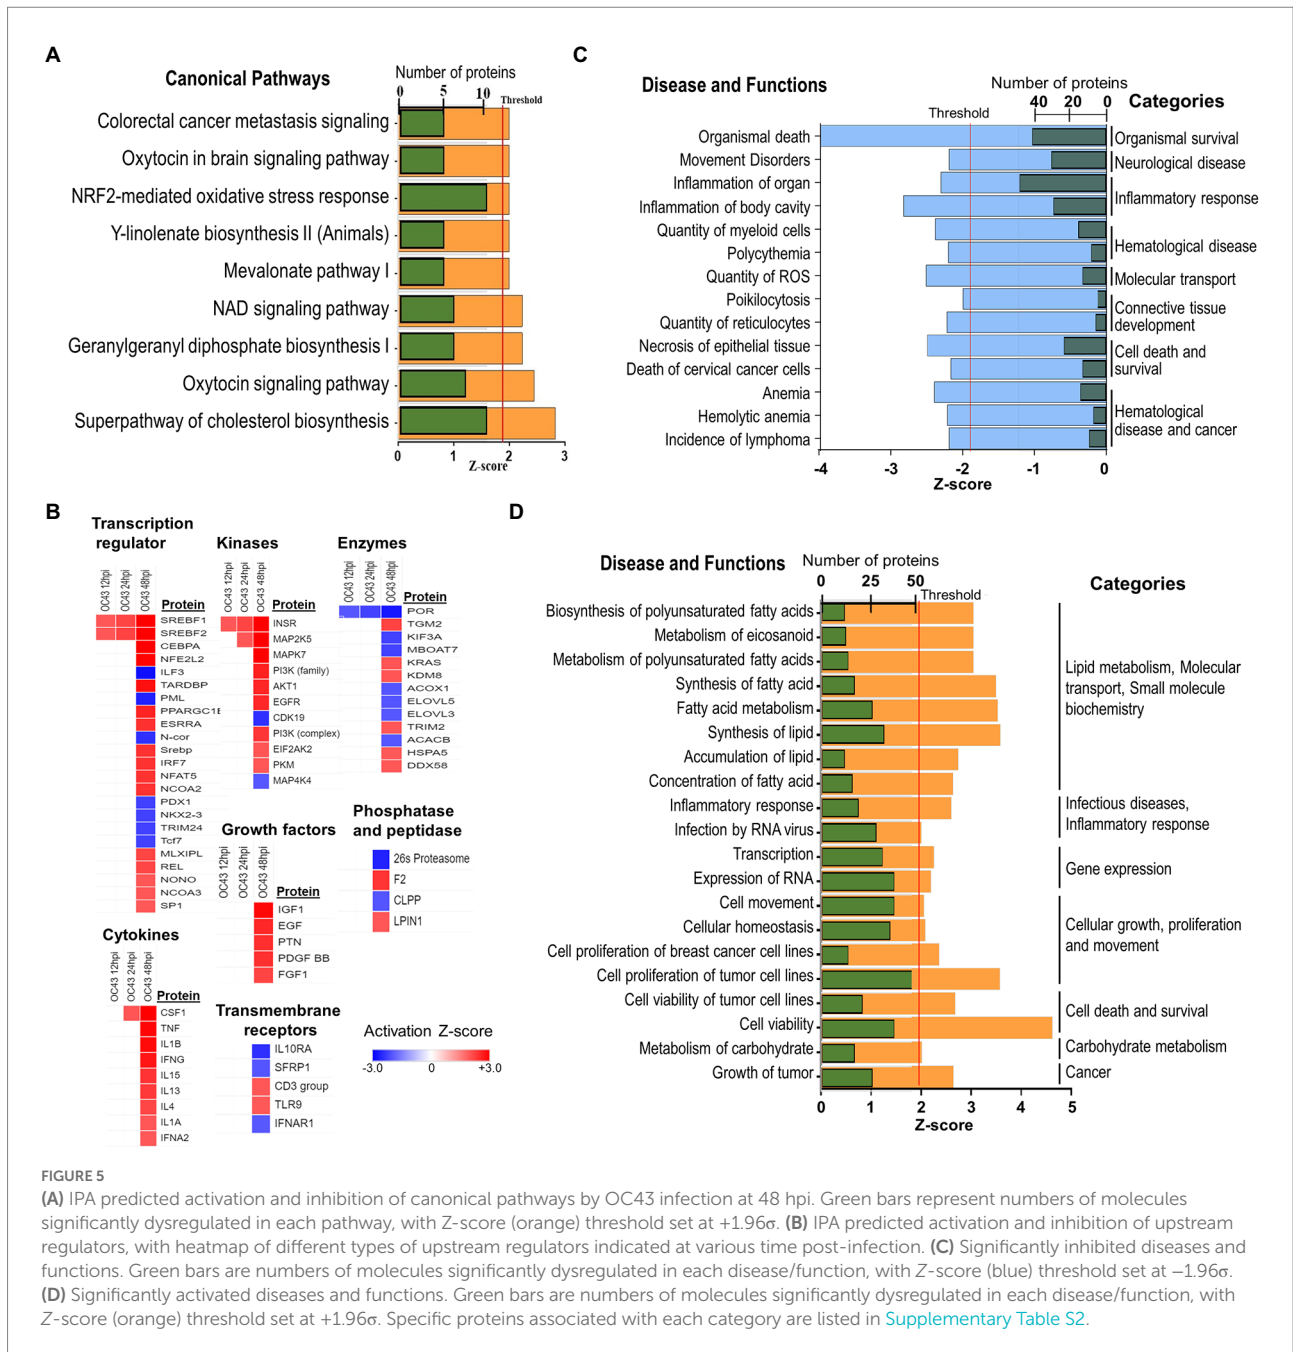 A
Canonical Pathways
Number of proteins
0 5 10
Threshold
Colorectal cancer metastasis signaling
Oxytocin in brain signaling pathway
NRF2-mediated oxidative stress response
Y-linolenate biosynthesis II (Animals)
Mevalonate pathway I
NAD signaling pathway
Geranylgeranyl diphosphate biosynthesis I
Oxytocin signaling pathway
Superpathway of cholesterol biosynthesis
0 1 2 3
Z-score
C
Disease and Functions
Number of proteins
Threshold
40 20 0
Categories
Organismal death
Movement Disorders
Inflammation of organ
Inflammation of body cavity
Quantity of myeloid cells
Polycythemia
Quantity of ROS
Poikilocytosis
Quantity of reticulocytes
Necrosis of epithelial tissue
Death of cervical cancer cells
Anemia
Hemolytic anemia
Incidence of lymphoma
Organismal survival
Neurological disease
Inflammatory response
Hematological disease
Molecular transport
Connective tissue
development
Cell death and
survival
Hematological
disease and cancer
-4 -3 -2 -1 0
Z-score
B
Transcription
regulator
OC43 12hpi
OC43 24hpi
OC43 48hpi
Protein
SREBF1
SREBF2
CEBPA
NFE2L2
ILF3
TARDBP
PML
PPARGC1E
ESRRA
N-cor
Srebp
IRF7
NFAT5
NCOA2
PDX1
NKX2-3
TRIM24
Tcf7
MLXIPL
REL
NONO
NCOA3
SP1
Kinases
OC43 12hpi
OC43 24hpi
OC43 48hpi
Protein
INSR
MAP2K5
MAPK7
PI3K (family)
AKT1
EGFR
CDK19
PI3K (complex)
EIF2AK2
PKM
MAP4K4
Enzymes
OC43 12hpi
OC43 24hpi
OC43 48hpi
Protein
POR
TGM2
KIF3A
MBOAT7
KRAS
KDM8
ACOX1
ELOVL5
ELOVL3
TRIM2
ACACB
HSPA5
DDX58
Growth factors
OC43 12hpi
OC43 24hpi
OC43 48hpi
Protein
IGF1
EGF
PTN
PDGF BB
FGF1
Phosphatase
and peptidase
26s Proteasome
F2
CLPP
LPIN1
Cytokines
OC43 12hpi
OC43 24hpi
OC43 48hpi
Protein
CSF1
TNF
IL1B
IFNG
IL15
IL13
IL4
IL1A
IFNA2
Transmembrane
receptors
IL10RA
SFRP1
CD3 group
TLR9
IFNAR1
Activation Z-score
-3.0 0 +3.0
D
Disease and Functions
Number of proteins
0 25 50
Threshold
Categories
Biosynthesis of polyunsaturated fatty acids
Metabolism of eicosanoid
Metabolism of polyunsaturated fatty acids
Synthesis of fatty acid
Fatty acid metabolism
Synthesis of lipid
Accumulation of lipid
Concentration of fatty acid
Inflammatory response
Infection by RNA virus
Transcription
Expression of RNA
Cell movement
Cellular homeostasis
Cell proliferation of breast cancer cell lines
Cell proliferation of tumor cell lines
Cell viability of tumor cell lines
Cell viability
Metabolism of carbohydrate
Growth of tumor
Lipid metabolism, Molecular
transport, Small molecule
biochemistry
Infectious diseases,
Inflammatory response
Gene expression
Cellular growth, proliferation
and movement
Cell death and survival
Carbohydrate metabolism
Cancer
0 1 2 3 4 5
Z-score
FIGURE 5
(A) IPA predicted activation and inhibition of canonical pathways by OC43 infection at 48 hpi. Green bars represent numbers of molecules
significantly dysregulated in each pathway, with Z-score (orange) threshold set at +1.96σ. (B) IPA predicted activation and inhibition of upstream
regulators, with heatmap of different types of upstream regulators indicated at various time post-infection. (C) Significantly inhibited diseases and
functions. Green bars are numbers of molecules significantly dysregulated in each disease/function, with Z-score (blue) threshold set at −1.96σ.
(D) Significantly activated diseases and functions. Green bars are numbers of molecules significantly dysregulated in each disease/function, with
Z-score (orange) threshold set at +1.96σ. Specific proteins associated with each category are listed in Supplementary Table S2.